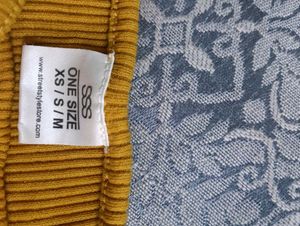 SSS
ONE SIZE
XS / S / M
www.streetstylestore.com